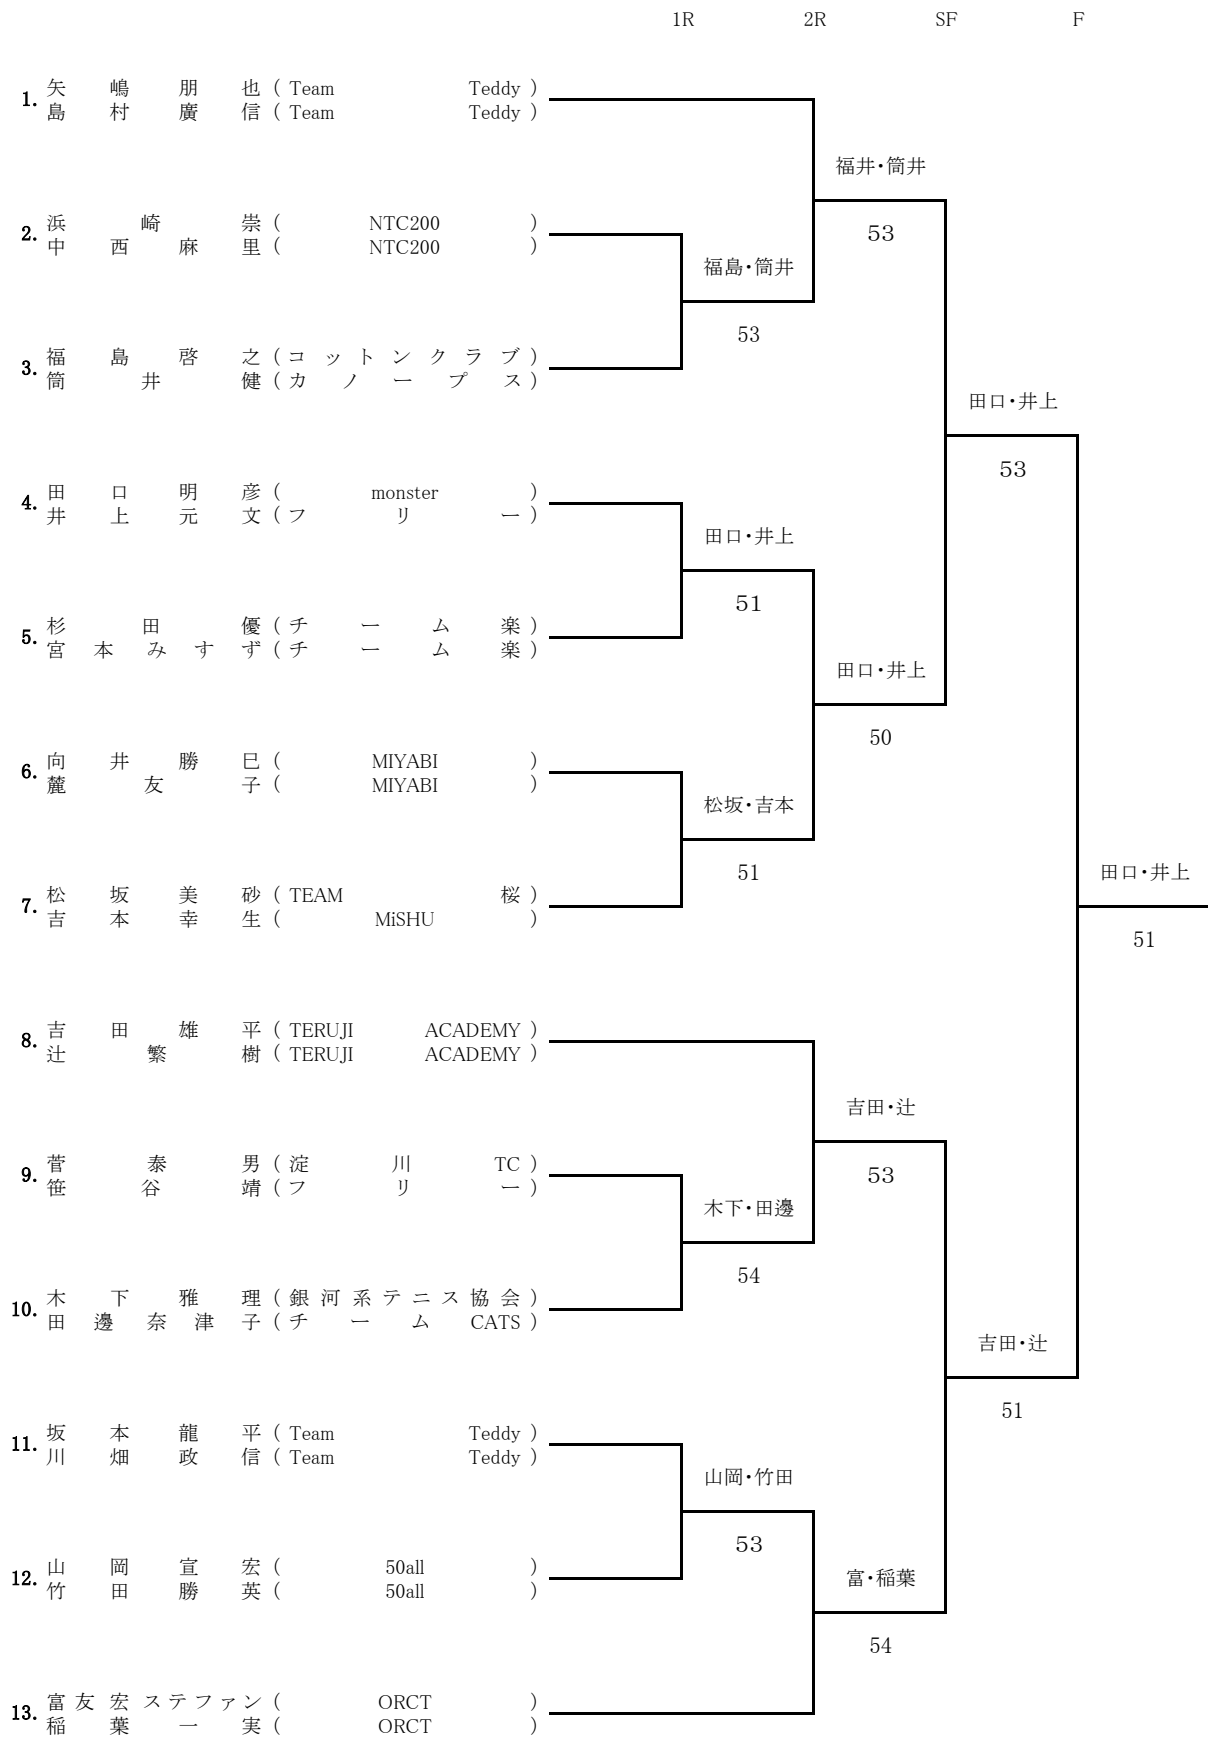 1R 2R SF F
1. 矢嶋朋也 ( Team Teddy )
島村廣信 ( Team Teddy )
福井・筒井
2. 浜崎崇 ( NTC200 )
53
中西麻里 ( NTC200 )
福島・筒井
53
3. 福島啓之 ( コットンクラブ )
筒井健 ( カノープス )
田口・井上
53
4. 田口明彦 ( monster )
井上元文 ( フリー )
田口・井上
51
5. 杉田優 ( チーム楽 )
宮本みすず ( チーム楽 )
田口・井上
50
6. 向井勝巳 ( MIYABI )
麓友子 ( MIYABI )
松坂・吉本
51
田口・井上
7. 松坂美砂 ( TEAM 桜 )
吉本幸生 ( MiSHU )
51
8. 吉田雄平 ( TERUJI ACADEMY )
辻繁樹 ( TERUJI ACADEMY )
吉田・辻
9. 菅泰男 ( 淀川TC )
53
笹谷靖 ( フリー )
木下・田邊
54
10. 木下雅理 ( 銀河系テニス協会 )
田邊奈津子 ( チームCATS )
吉田・辻
51
11. 坂本龍平 ( Team Teddy )
川畑政信 ( Team Teddy )
山岡・竹田
53
12. 山岡宣宏 ( 50all )
竹田勝英 ( 50all )
富・稲葉
54
13. 富友宏ステファン ( ORCT )
稲葉一実 ( ORCT )